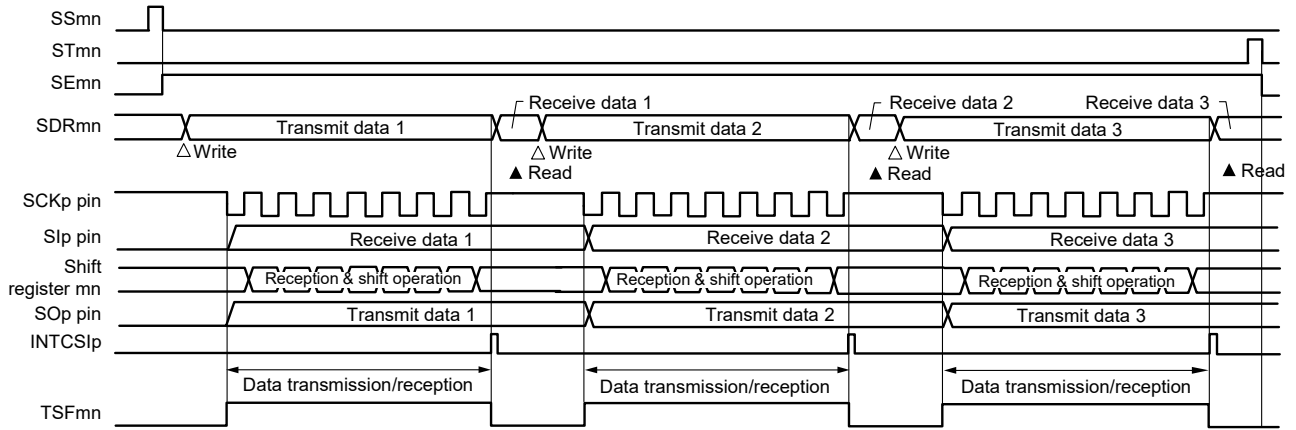 SSmn
STmn
SEmn
Receive data 1 Receive data 2 Receive data 3
SDRmn Transmit data 1 Transmit data 2 Transmit data 3
△Write △ Write △ Write
▲ Read ▲ Read ▲ Read
SCKp pin
SIp pin Receive data 1 Receive data 2 Receive data 3
Shift
register mn Reception & shift operation Reception & shift operation Reception & shift operation
SOp pin Transmit data 1 Transmit data 2 Transmit data 3
INTCSIp
Data transmission/reception Data transmission/reception Data transmission/reception
TSFmn